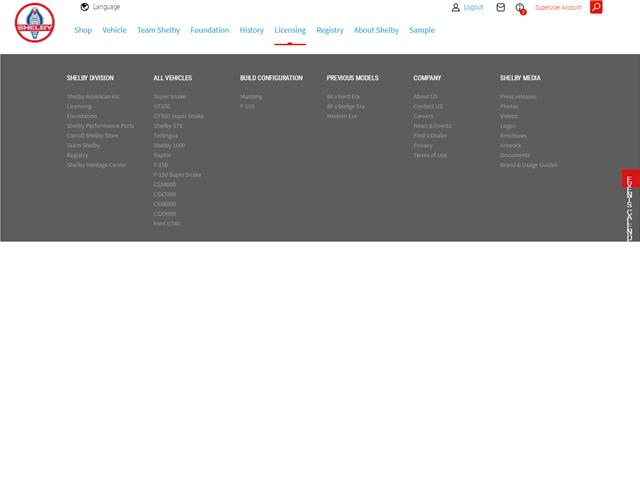 Language
Logout
2
SuperUser Account
SHELBY
Shop Vehicle Team Shelby Foundation History Licensing Registry About Shelby Sample
SHELBY DIVISION
Shelby American Inc
Licensing
Foundation
Shelby Performance Parts
Carroll Shelby Store
Team Shelby
Registry
Shelby Heritage Center
ALL VEHICLES
Super Snake
GT350
GT500 Super Snake
Shelby GTE
Terlingua
Shelby 1000
Raptor
F-150
F-150 Super Snake
CSX4000
CSX7000
CSX8000
CSX9000
Ford GT40
BUILD CONFIGURATION
Mustang
F-150
PREVIOUS MODELS
60s Ford Era
80s Dodge Era
Modern Era
COMPANY
About US
Contact US
Careers
News & Events
Find a Dealer
Privacy
Terms of Use
SHELBY MEDIA
Press releases
Photos
Videos
Logos
Brochures
Artwork
Documents
Brand & Usage Guides